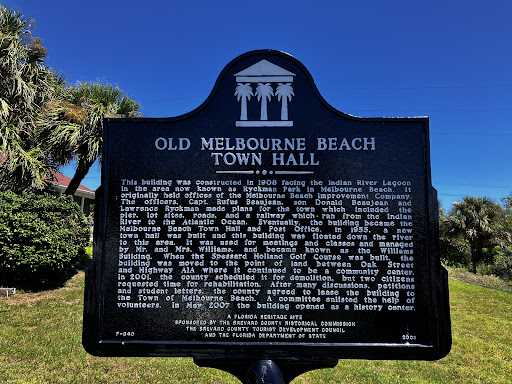 OLD MELBOURNE BEACH
TOWN HALL
This building was constructed in 1908 facing the Indian River Lagoon
in the area now known as Ryckman Park in Melbourne Beach. It
originally held offices of the Melbourne Beach Improvement Company.
The officers, Capt. Rufus Beaujean, son Donald Beaujean, and
Lawrence Ryckman made plans for the town which included the
pier, lot sites, roads, and a railway which ran from the Indian
River to the Atlantic Ocean. Eventually, the building became the
Melbourne Beach Town Hall and Post Office. In 1953, a new
town hall was built and this building was floated down the river
to this area. It was used for meetings and classes and managed
by Mr. and Mrs. Williams, and became known as the Williams
Building. When the Spessard Holland Golf Course was built, the
building was moved to the point of land between Oak Street
and Highway A1A where it continued to be a community center.
In 2001, the county scheduled it for demolition, but two citizens
requested time for rehabilitation. After many discussions, petitions
and student letters, the county agreed to lease the building to
the Town of Melbourne Beach. A committee enlisted the help of
volunteers. In May 2007 the building opened as a history center.
A FLORIDA HERITAGE SITE
SPONSORED BY THE BREVARD COUNTY HISTORICAL COMMISSION
THE BREVARD COUNTY TOURIST DEVELOPMENT COUNCIL
F-640 AND THE FLORIDA DEPARTMENT OF STATE 2008